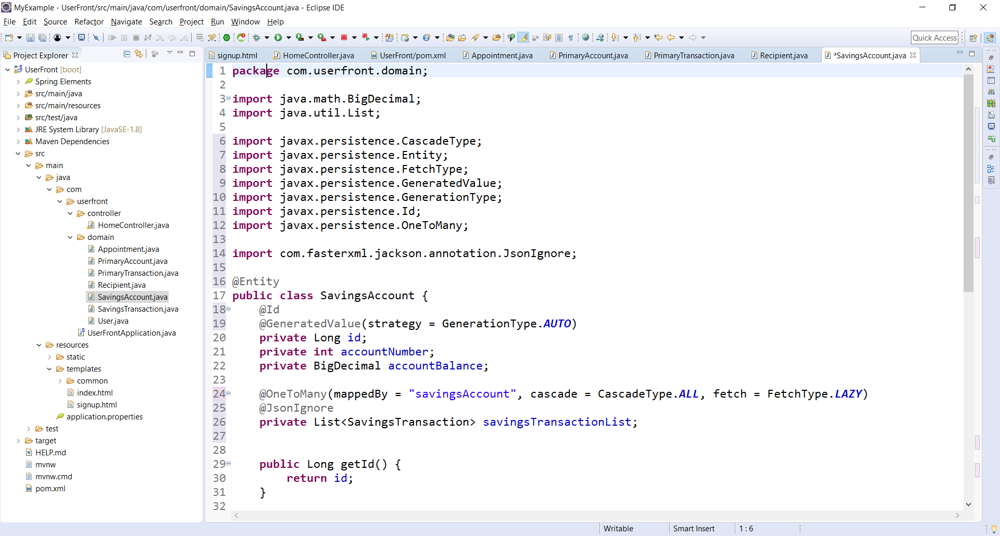 MyExample - UserFront/src/main/java/com/userfront/domain/SavingsAccount.java - Eclipse IDE
File Edit Source Refactor Navigate Search Project Run Window Help
Quick Access
Project Explorer
signup.html HomeController.java UserFront/pom.xml Appointment.java PrimaryAccount.java PrimaryTransaction.java Recipient.java *SavingsAccount.java
UserFront [boot]
Spring Elements
src/main/java
src/main/resources
src/test/java
JRE System Library [JavaSE-1.8]
Maven Dependencies
src
main
java
com
userfront
controller
HomeController.java
domain
Appointment.java
PrimaryAccount.java
PrimaryTransaction.java
Recipient.java
SavingsAccount.java
SavingsTransaction.java
User.java
UserFrontApplication.java
resources
static
templates
common
index.html
signup.html
application.properties
test
target
HELP.md
mvnw
mvnw.cmd
pom.xml
1 package com.userfront.domain;
2
3 import java.math.BigDecimal;
4 import java.util.List;
5
6 import javax.persistence.CascadeType;
7 import javax.persistence.Entity;
8 import javax.persistence.FetchType;
9 import javax.persistence.GeneratedValue;
10 import javax.persistence.GenerationType;
11 import javax.persistence.Id;
12 import javax.persistence.OneToMany;
13
14 import com.fasterxml.jackson.annotation.JsonIgnore;
15
16 @Entity
17 public class SavingsAccount {
18 @Id
19 @GeneratedValue(strategy = GenerationType.AUTO)
20 private Long id;
21 private int accountNumber;
22 private BigDecimal accountBalance;
23
24 @OneToMany(mappedBy = "savingsAccount", cascade = CascadeType.ALL, fetch = FetchType.LAZY)
25 @JsonIgnore
26 private List<SavingsTransaction> savingsTransactionList;
27
28
29 public Long getId() {
30 return id;
31 }
32
Writable Smart Insert 1 : 6